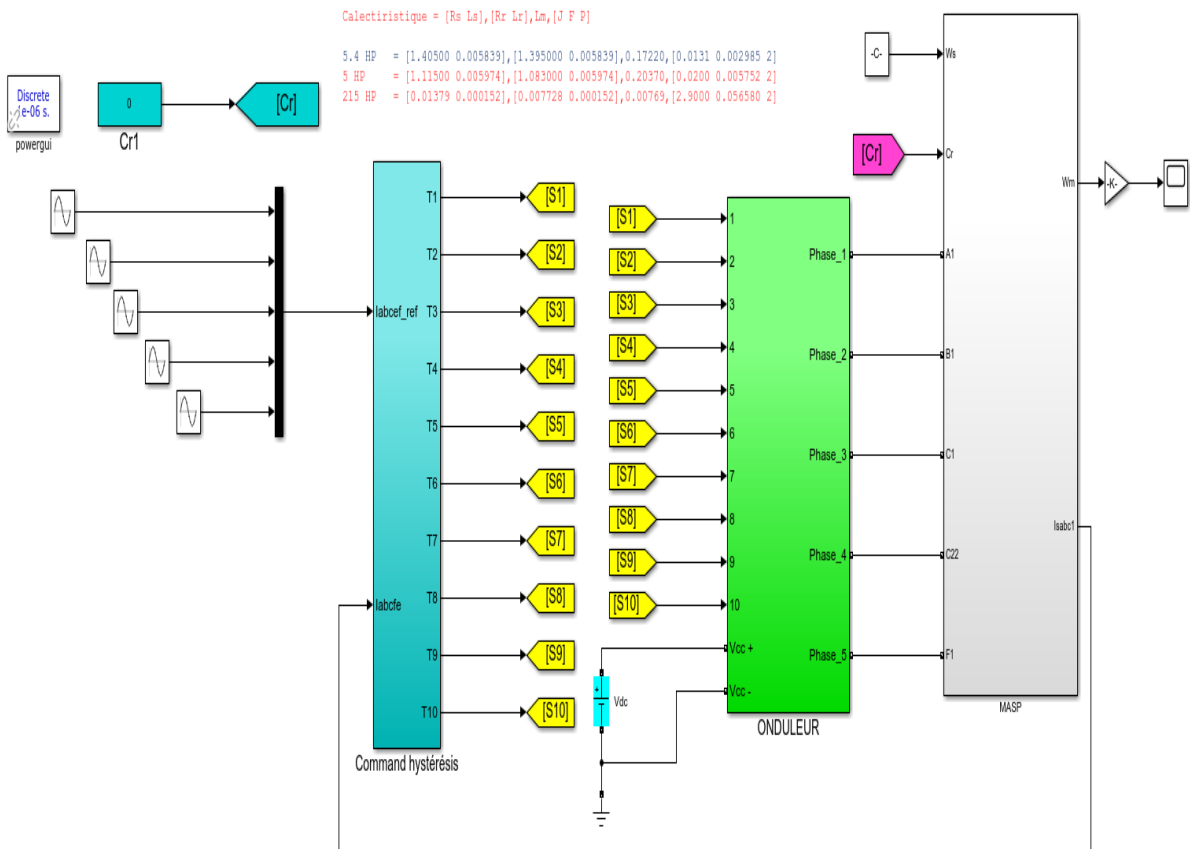 Calectiristique = [Rs Ls],[Rr Lr],Lm,[J F P]
5.4 HP = [1.40500 0.005839],[1.395000 0.005839],0.17220,[0.0131 0.002985 2]
5 HP = [1.11500 0.005974],[1.083000 0.005974],0.20370,[0.0200 0.005752 2]
215 HP = [0.01379 0.000152],[0.007728 0.000152],0.00769,[2.9000 0.056580 2]
Discrete
1e-06 s.
powergui
0
Cr1
[Cr]
Iabcef_ref
Iabcfe
T1
T2
T3
T4
T5
T6
T7
T8
T9
T10
Command hystérésis
[S1]
[S2]
[S3]
[S4]
[S5]
[S6]
[S7]
[S8]
[S9]
[S10]
[S1]
[S2]
[S3]
[S4]
[S5]
[S6]
[S7]
[S8]
[S9]
[S10]
1
2
3
4
5
6
7
8
9
10
Vcc +
Vcc -
Phase_1
Phase_2
Phase_3
Phase_4
Phase_5
ONDULEUR
Vdc
-C-
[Cr]
Ws
Cr
A1
B1
C1
C22
F1
Wm
Isabc1
MASP
-K-